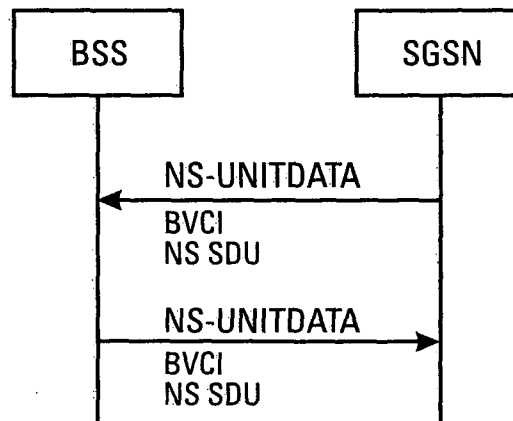 BSS
SGSN
NS-UNITDATA
BVCI
NS SDU
NS-UNITDATA
BVCI
NS SDU